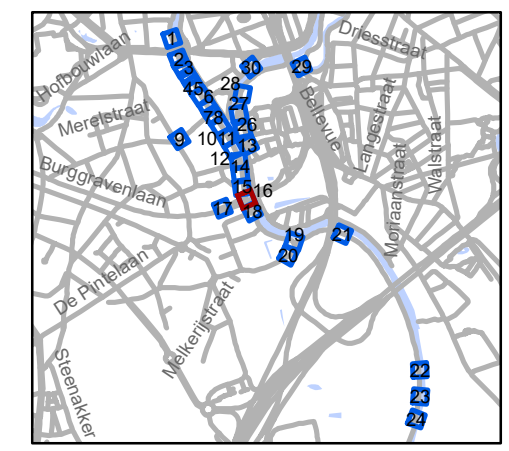 1
Driesstraat
Hofbouwlaan
2
3
30
29
28
4
5
6
27
Bellevue
Langestraat
Merelstraat
7
8
26
9
10
11
13
Walstraat
12
14
Burggravenlaan
15
16
Moriaanstraat
17
18
19
21
20
De Pintelaan
Melkerijstraat
Steenakker
22
23
24